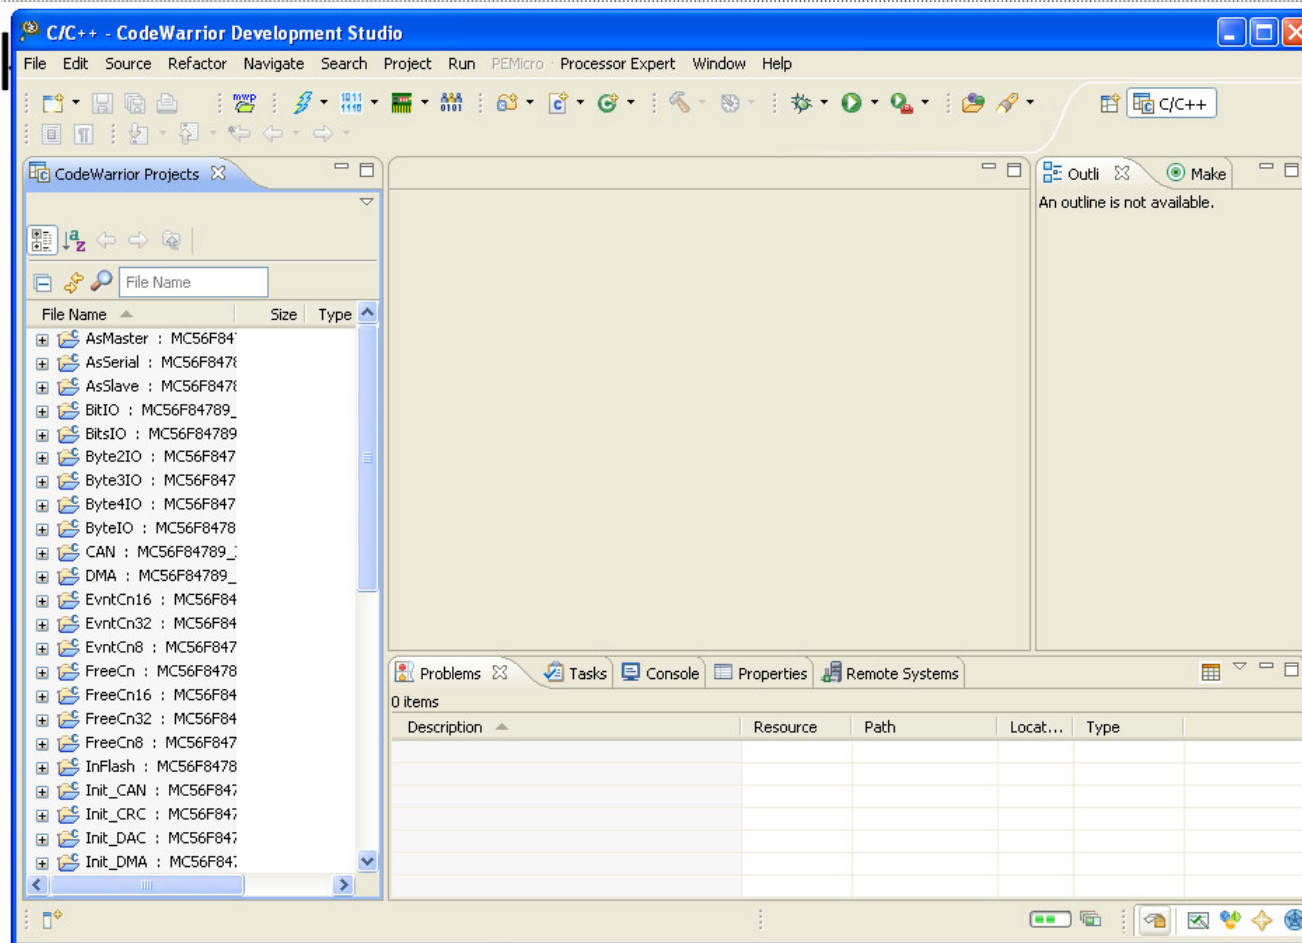 C/C++ - CodeWarrior Development Studio
File Edit Source Refactor Navigate Search Project Run PEMicro Processor Expert Window Help
C/C++
CodeWarrior Projects
Outli Make
An outline is not available.
File Name
File Name Size Type
AsMaster : MC56F84
AsSerial : MC56F8478
AsSlave : MC56F8478
BitIO : MC56F84789_
BitsIO : MC56F84789
Byte2IO : MC56F847
Byte3IO : MC56F847
Byte4IO : MC56F847
ByteIO : MC56F8478
CAN : MC56F84789_
DMA : MC56F84789_
EvntCn16 : MC56F84
EvntCn32 : MC56F84
EvntCn8 : MC56F847
FreeCn : MC56F8478
FreeCn16 : MC56F84
FreeCn32 : MC56F84
FreeCn8 : MC56F847
InFlash : MC56F8478
Init_CAN : MC56F847
Init_CRC : MC56F847
Init_DAC : MC56F847
Init_DMA : MC56F847
Problems Tasks Console Properties Remote Systems
0 items
Description Resource Path Locat... Type